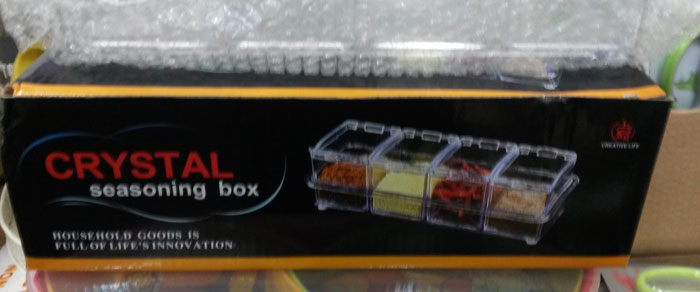 CRYSTAL
seasoning box
HOUSEHOLD GOODS IS
FULL OF LIFE'S INNOVATION
CREATIVE LIFE